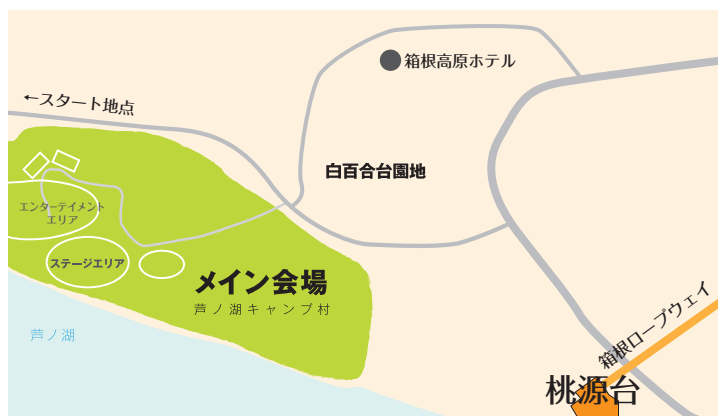 箱根高原ホテル
←スタート地点
白百合台園地
エンターテイメント
エリア
ステージエリア
メイン会場
芦ノ湖キャンプ村
芦ノ湖
箱根ロープウェイ
桃源台